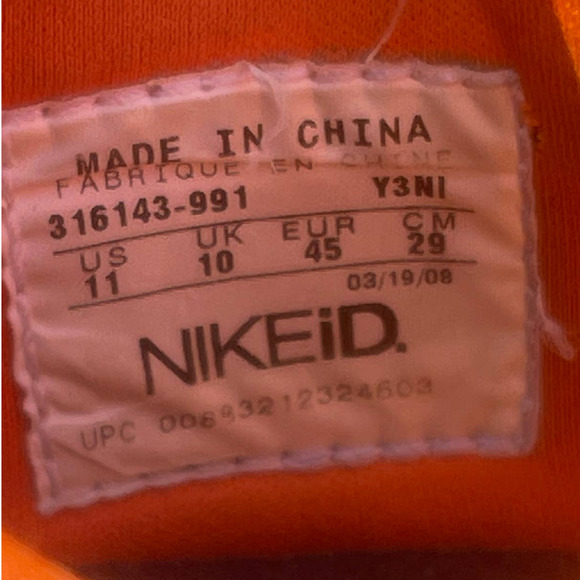 MADE IN CHINA
FABRIQUE EN CHINE
316143-991 Y3NI
US UK EUR CM
11 10 45 29
03/19/08
NIKEiD.
UPC 00693212324603